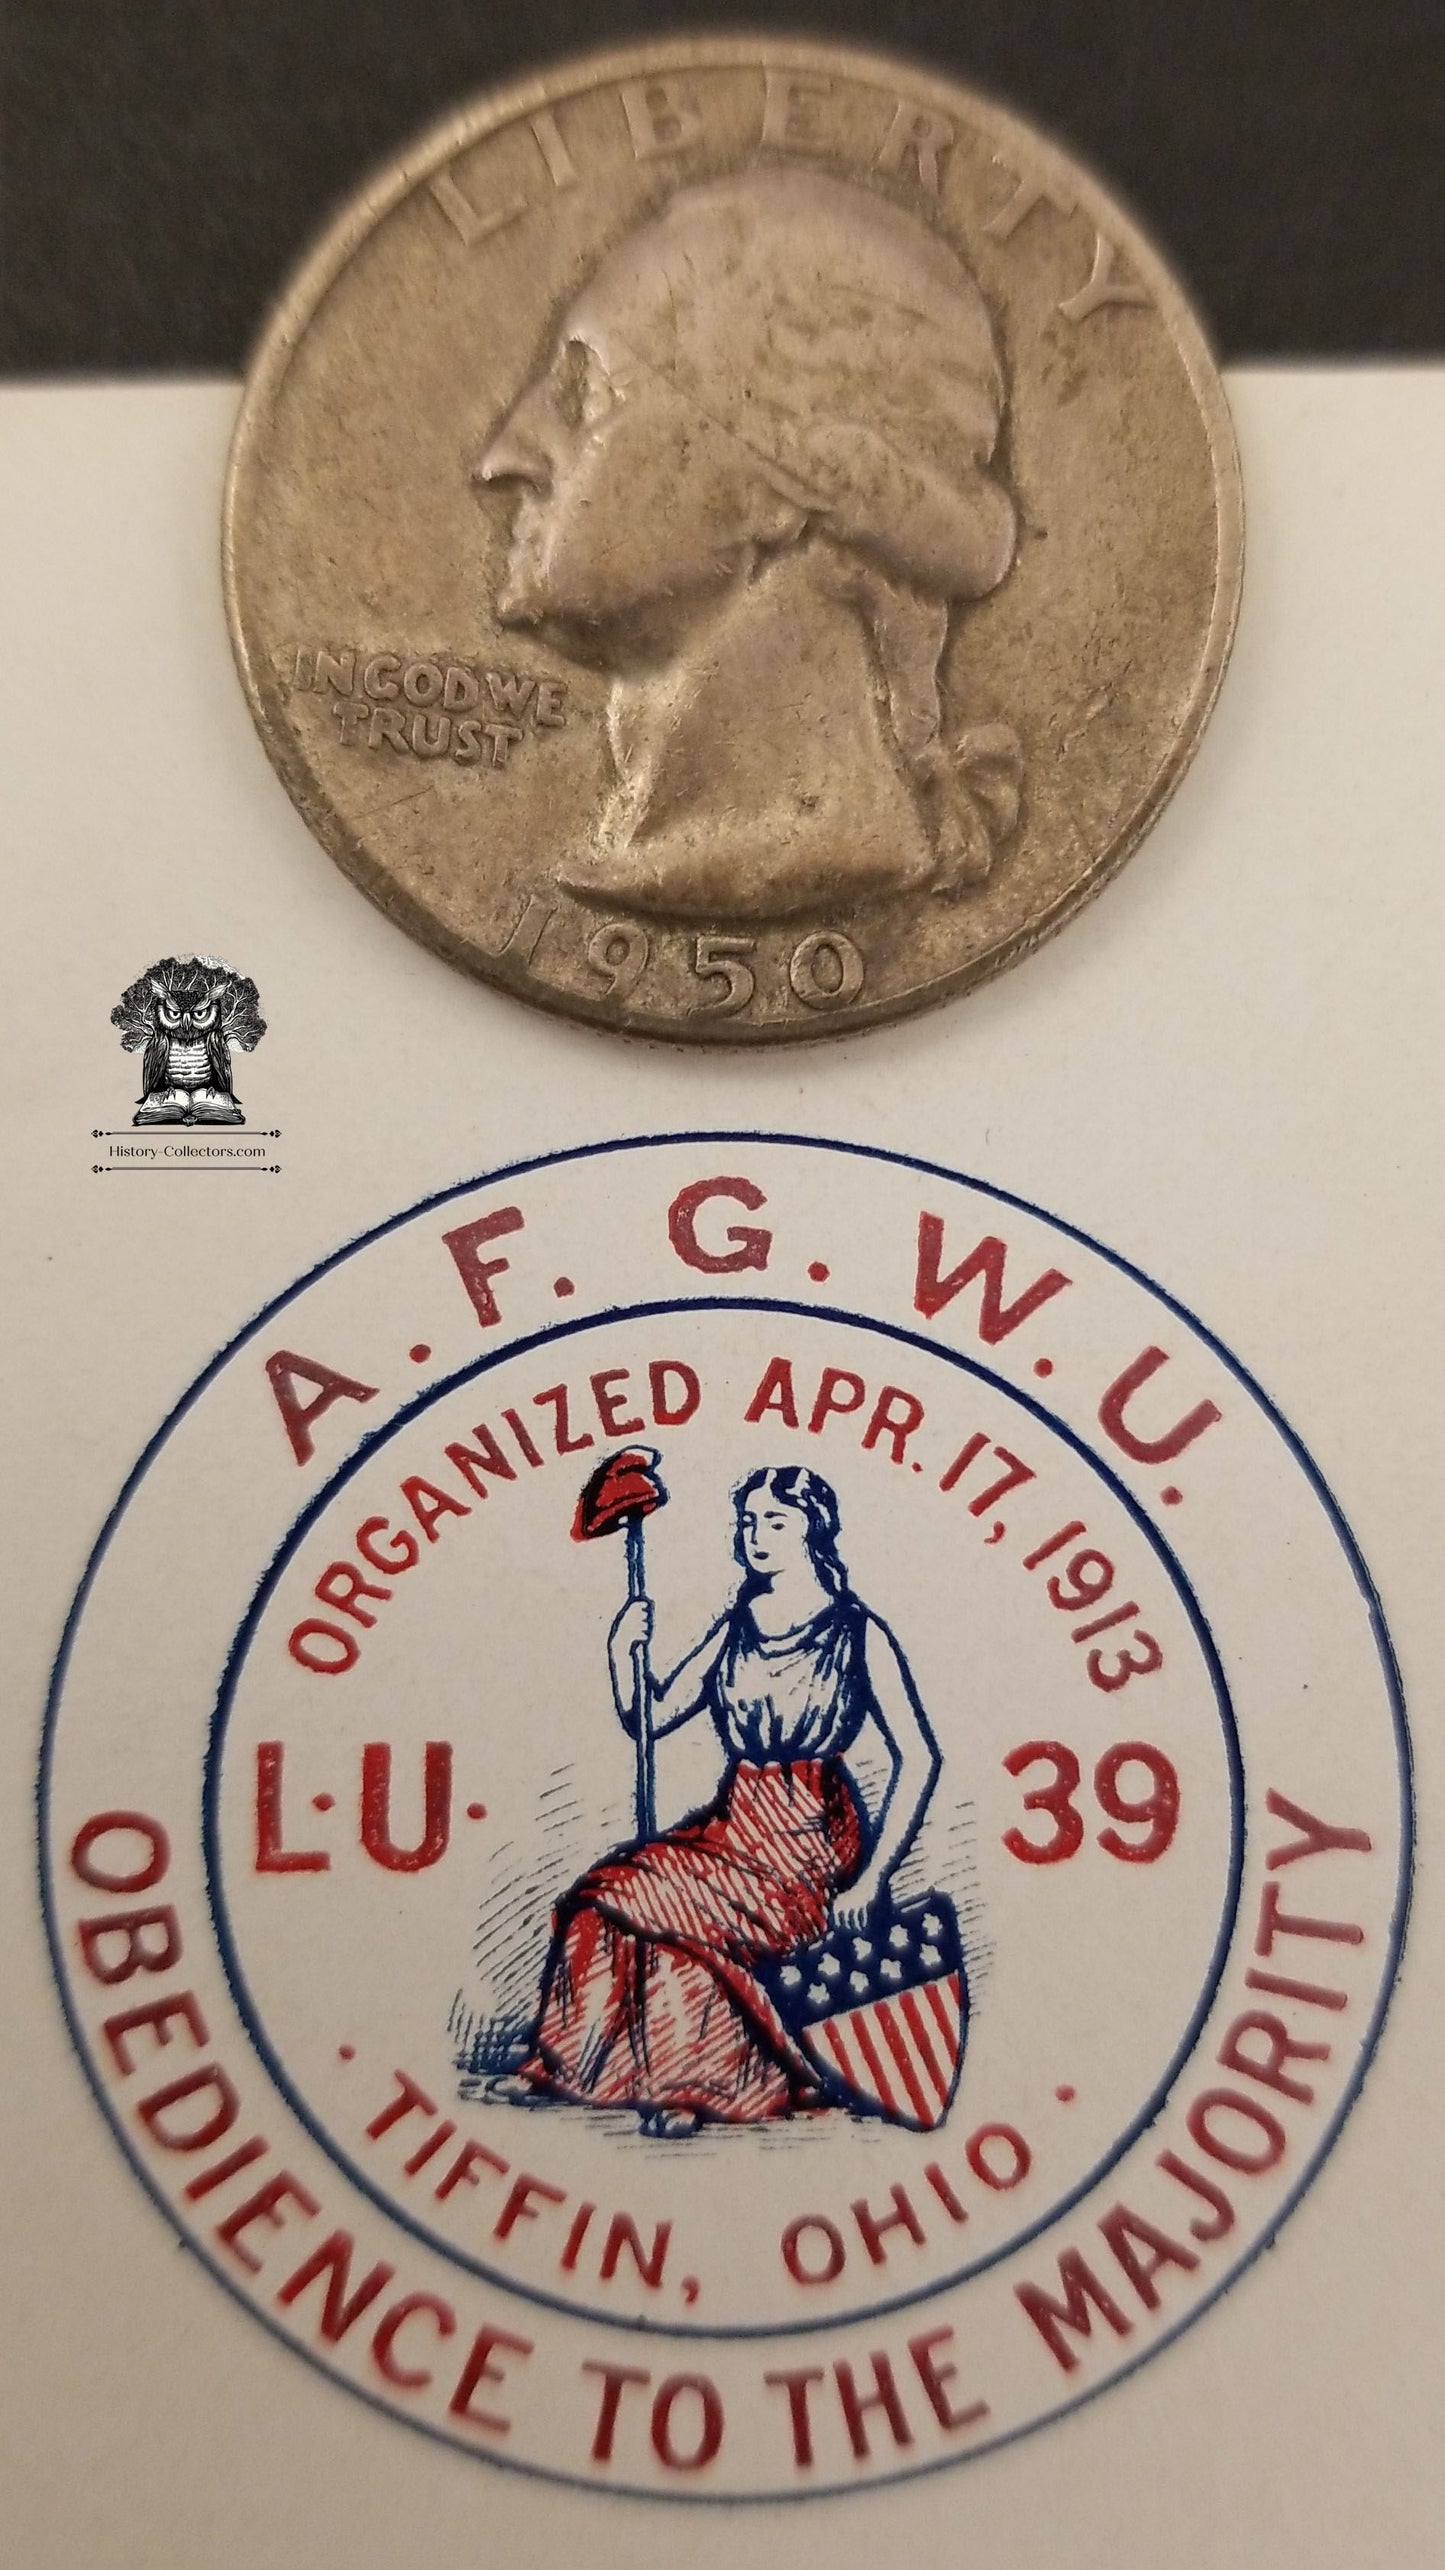 LIBERTY
IN GOD WE
TRUST
1950
History-Collectors.com
A.F.G.W.U.
ORGANIZED APR. 17, 1913
L·U· 39
· TIFFIN, OHIO ·
OBEDIENCE TO THE MAJORITY